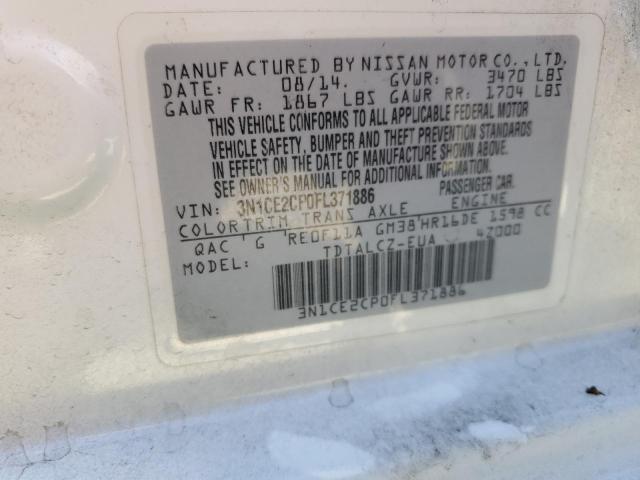 MANUFACTURED BY NISSAN MOTOR CO.,LTD.
DATE: 08/14. GVWR: 3470 LBS
GAWR FR: 1867 LBS GAWR RR: 1704 LBS
THIS VEHICLE CONFORMS TO ALL APPLICABLE FEDERAL MOTOR
VEHICLE SAFETY, BUMPER AND THEFT PREVENTION STANDARDS
IN EFFECT ON THE DATE OF MANUFACTURE SHOWN ABOVE.
SEE OWNER'S MANUAL FOR ADDITIONAL INFORMATION.
VIN: 3N1CE2CP0FL371886 PASSENGER CAR.
COLOR TRIM TRANS AXLE ENGINE
QAC ' G ' RE0F11A GM38'HR16DE 1598 CC
MODEL: TDTALCZ-EUA 4Z000
3N1CE2CP0FL371886